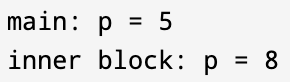 main: p = 5
inner block: p = 8